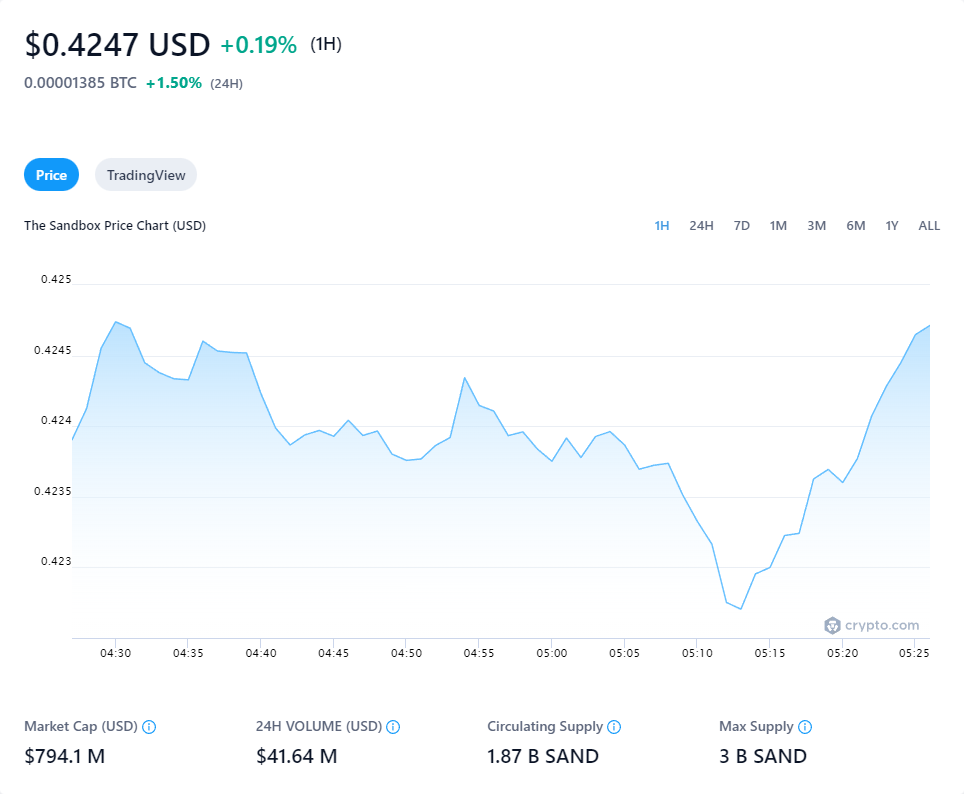 $0.4247 USD +0.19% (1H)
0.00001385 BTC +1.50% (24H)
Price TradingView
The Sandbox Price Chart (USD) 1H 24H 7D 1M 3M 6M 1Y ALL
0.425
0.4245
0.424
0.4235
0.423
crypto.com
04:30 04:35 04:40 04:45 04:50 04:55 05:00 05:05 05:10 05:15 05:20 05:25
Market Cap (USD) 24H VOLUME (USD) Circulating Supply Max Supply
$794.1 M $41.64 M 1.87 B SAND 3 B SAND